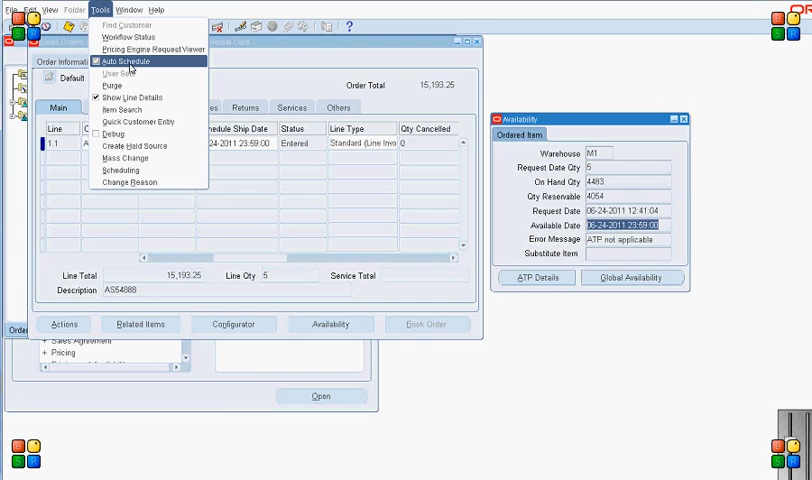 File Edit View Folder Tools Window Help
OR
Find Customer
Workflow Status
Pricing Engine Request Viewer
Auto Schedule
User Sets
Purge
Show Line Details
Item Search
Quick Customer Entry
Debug
Create Hold Source
Mass Change
Scheduling
Change Reason
Order Informa
Default
Order Total 15,193.25
Main
es Returns Services Others
Line
hedule Ship Date Status Line Type Qty Cancelled
1.1 A
06-24-2011 23:59:00 Entered Standard (Line Invo 0
Line Total 15,193.25 Line Qty 5 Service Total
Description AS54888
Actions Related Items Configurator Availability Book Order
Availability
Ordered Item
Warehouse M1
Request Date Qty 5
On Hand Qty 4483
Qty Reservable 4054
Request Date 06-24-2011 12:41:04
Available Date 06-24-2011 23:59:00
Error Message ATP not applicable
Substitute Item
ATP Details Global Availability
Order
Sales Agreement
+ Pricing
Open
B
S R
B
S R
B
S R
B
S R